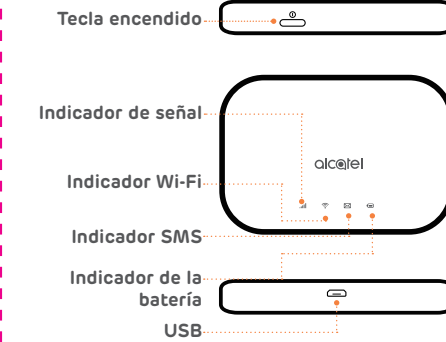 Tecla encendido
Indicador de señal
alcatel
Indicador Wi-Fi
Indicador SMS
Indicador de la
batería
USB